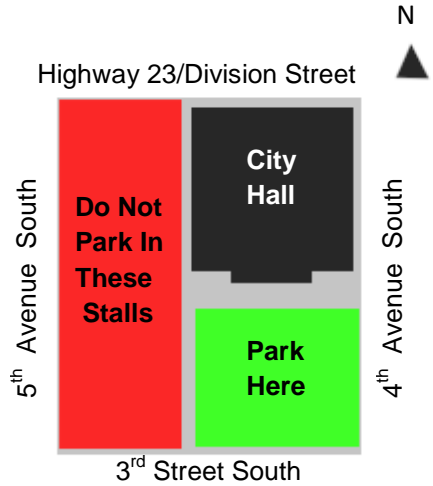 N
Highway 23/Division Street
City
Hall
Do Not
Park In
These
Stalls
5th Avenue South
4th Avenue South
Park
Here
3rd Street South